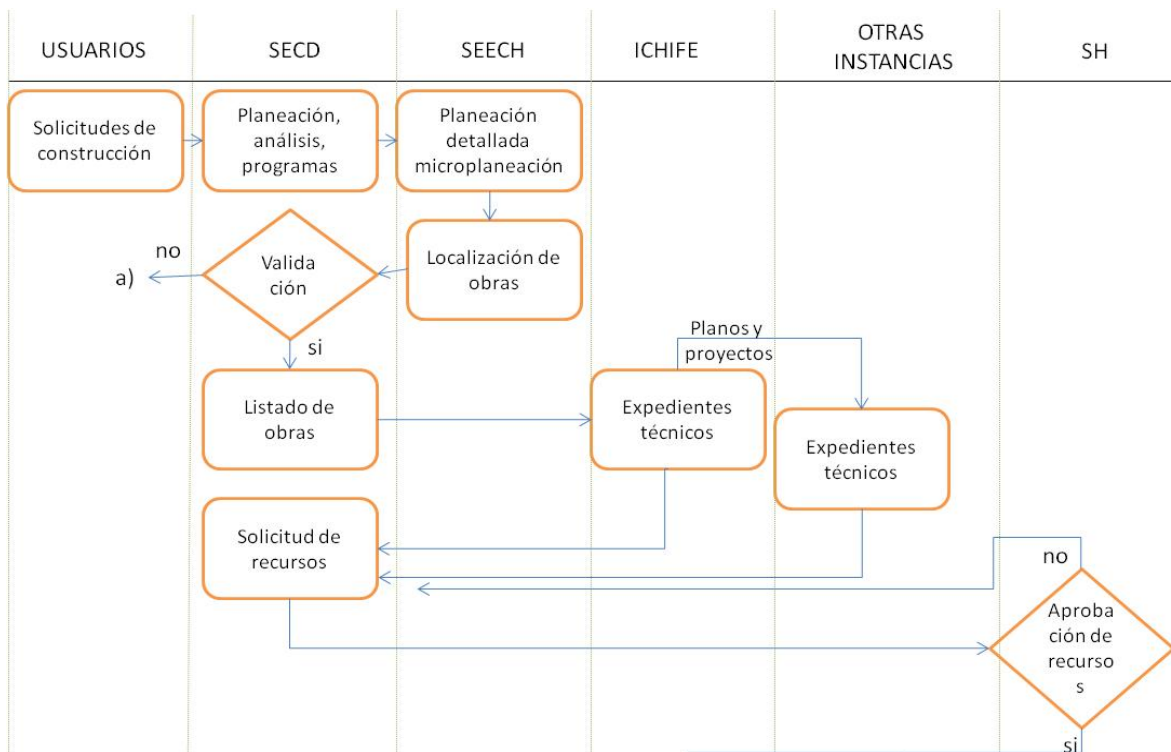 USUARIOS
SECD
SEECH
ICHIFE
OTRAS
INSTANCIAS
SH
Solicitudes de
construcción
Planeación,
análisis,
programas
Planeación
detallada
microplaneación
no
a)
Valida
ción
Localización de
obras
si
Planos y
proyectos
Listado de
obras
Expedientes
técnicos
Expedientes
técnicos
Solicitud de
recursos
no
Aproba
ción de
recurso
s
si